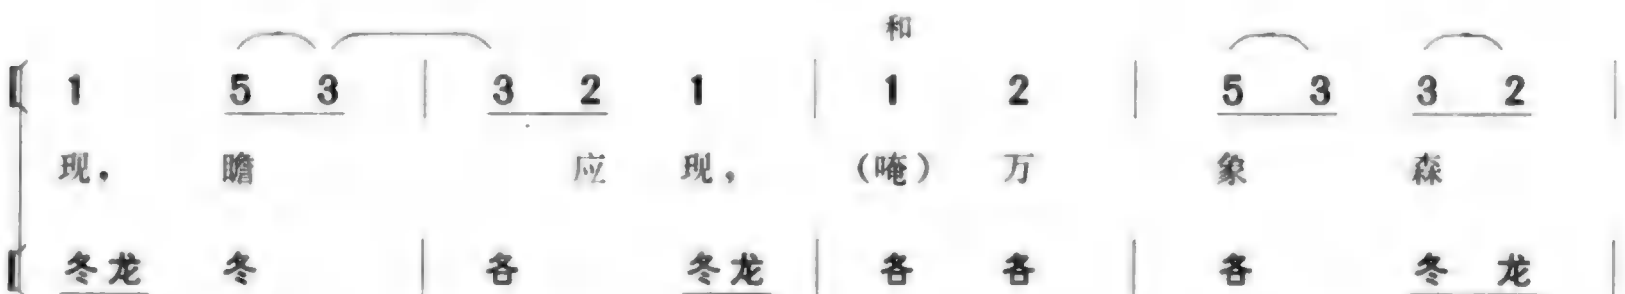 和
1 5 3 | 3 2 1 | 1 2 | 5 3 3 2 |
现， 瞻 应 现， （唵） 万 象 森
冬龙 冬 | 各 冬龙 | 各 各 | 各 冬 龙 |